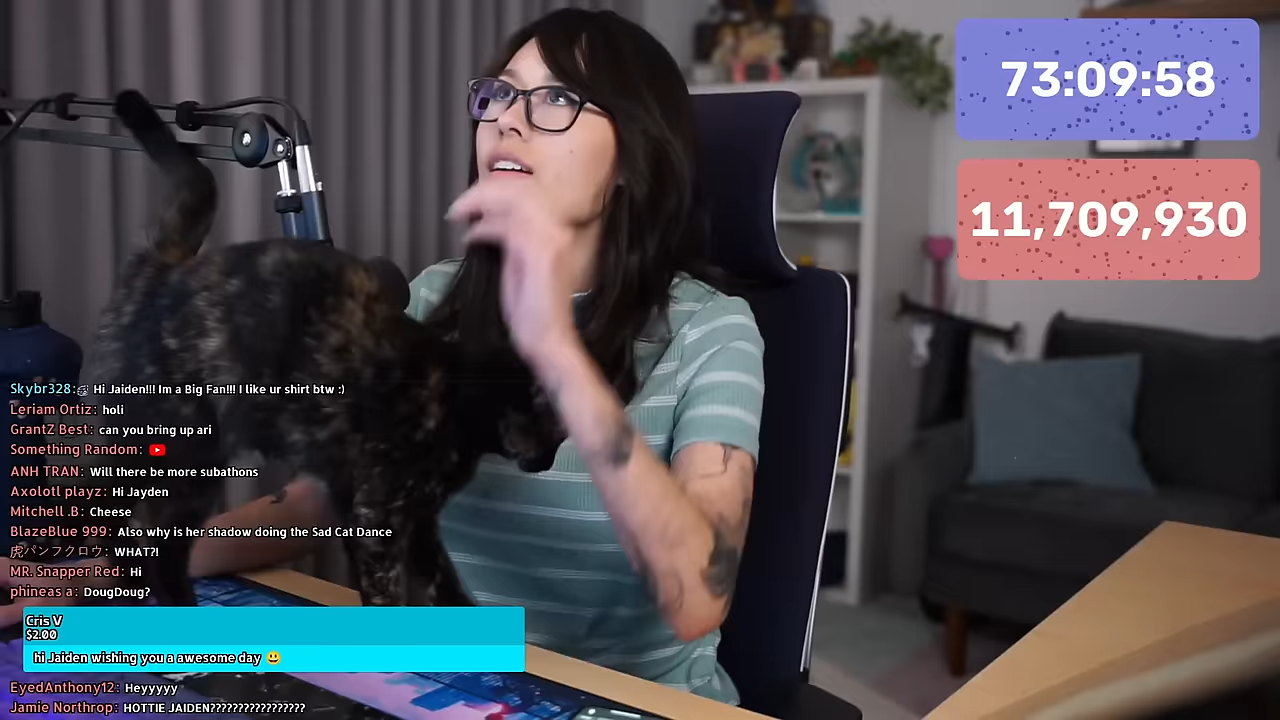 73:09:58
11,709,930
Skybr328: Hi Jaiden!!! Im a Big Fan!!! I like ur shirt btw :)
Leriam Ortiz: holi
GrantZ Best: can you bring up ari
Something Random:
ANH TRAN: Will there be more subathons
Axolotl playz: Hi Jayden
Mitchell .B: Cheese
BlazeBlue 999: Also why is her shadow doing the Sad Cat Dance
虎パンフクロウ: WHAT?!
MR. Snapper Red: Hi
phineas a: DougDoug?
Cris V
$2.00
hi Jaiden wishing you a awesome day 😃
EyedAnthony12: Heyyyyy
Jamie Northrop: HOTTIE JAIDEN????????????????